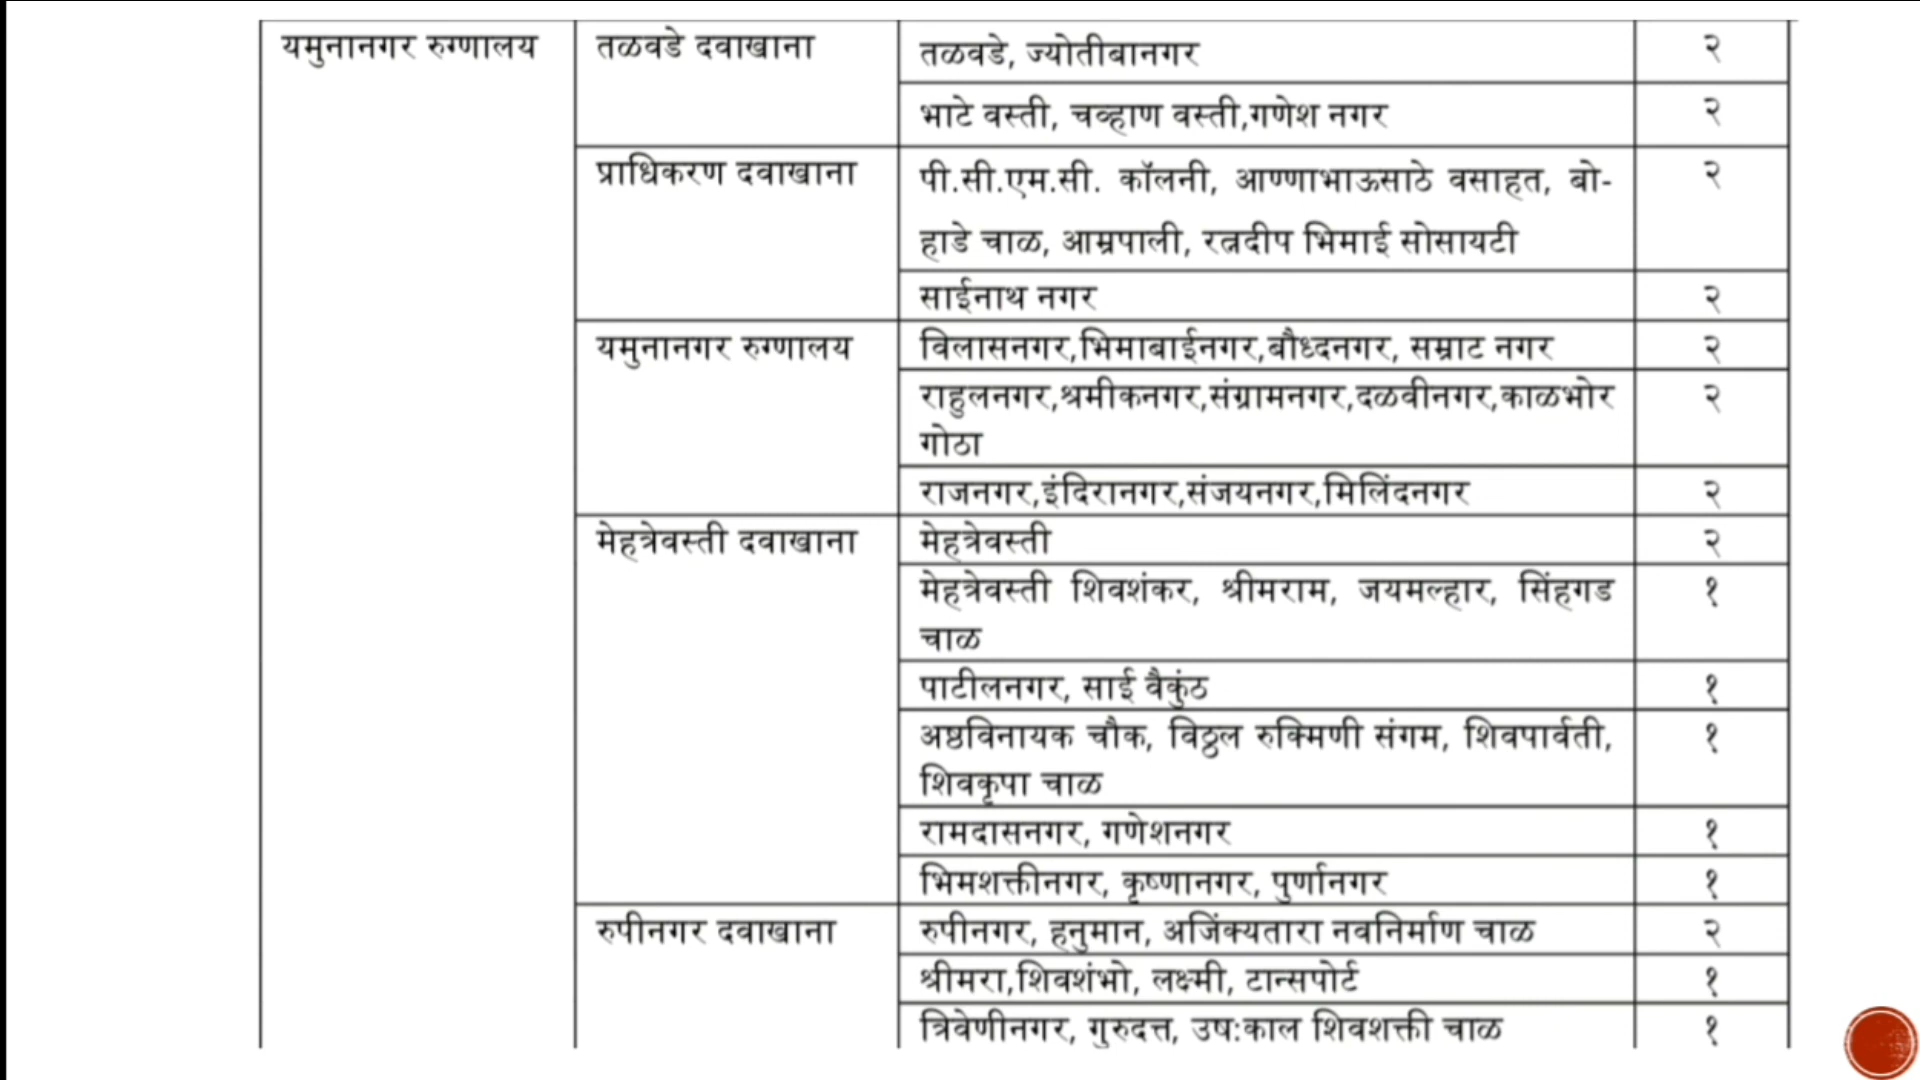 यमुनानगर रुग्णालय तळवडे दवाखाना तळवडे, ज्योतीबानगर २
भाटे वस्ती, चव्हाण वस्ती,गणेश नगर २
प्राधिकरण दवाखाना पी.सी.एम.सी. कॉलनी, आण्णाभाऊसाठे वसाहत, बो- २
हाडे चाळ, आम्रपाली, रत्नदीप भिमाई सोसायटी
साईनाथ नगर २
यमुनानगर रुग्णालय विलासनगर,भिमाबाईनगर,बौध्दनगर, सम्राट नगर २
राहुलनगर,श्रमीकनगर,संग्रामनगर,दळवीनगर,काळभोर २
गोठा
राजनगर,इंदिरानगर,संजयनगर,मिलिंदनगर २
मेहत्रेवस्ती दवाखाना मेहत्रेवस्ती २
मेहत्रेवस्ती शिवशंकर, श्रीमराम, जयमल्हार, सिंहगड १
चाळ
पाटीलनगर, साई वैकुंठ १
अष्ठविनायक चौक, विठ्ठल रुक्मिणी संगम, शिवपार्वती, १
शिवकृपा चाळ
रामदासनगर, गणेशनगर १
भिमशक्तीनगर, कृष्णानगर, पुर्णानगर १
रुपीनगर दवाखाना रुपीनगर, हनुमान, अजिंक्यतारा नवनिर्माण चाळ २
श्रीमरा,शिवशंभो, लक्ष्मी, टान्सपोर्ट १
त्रिवेणीनगर, गुरुदत्त, उष:काल शिवशक्ती चाळ १